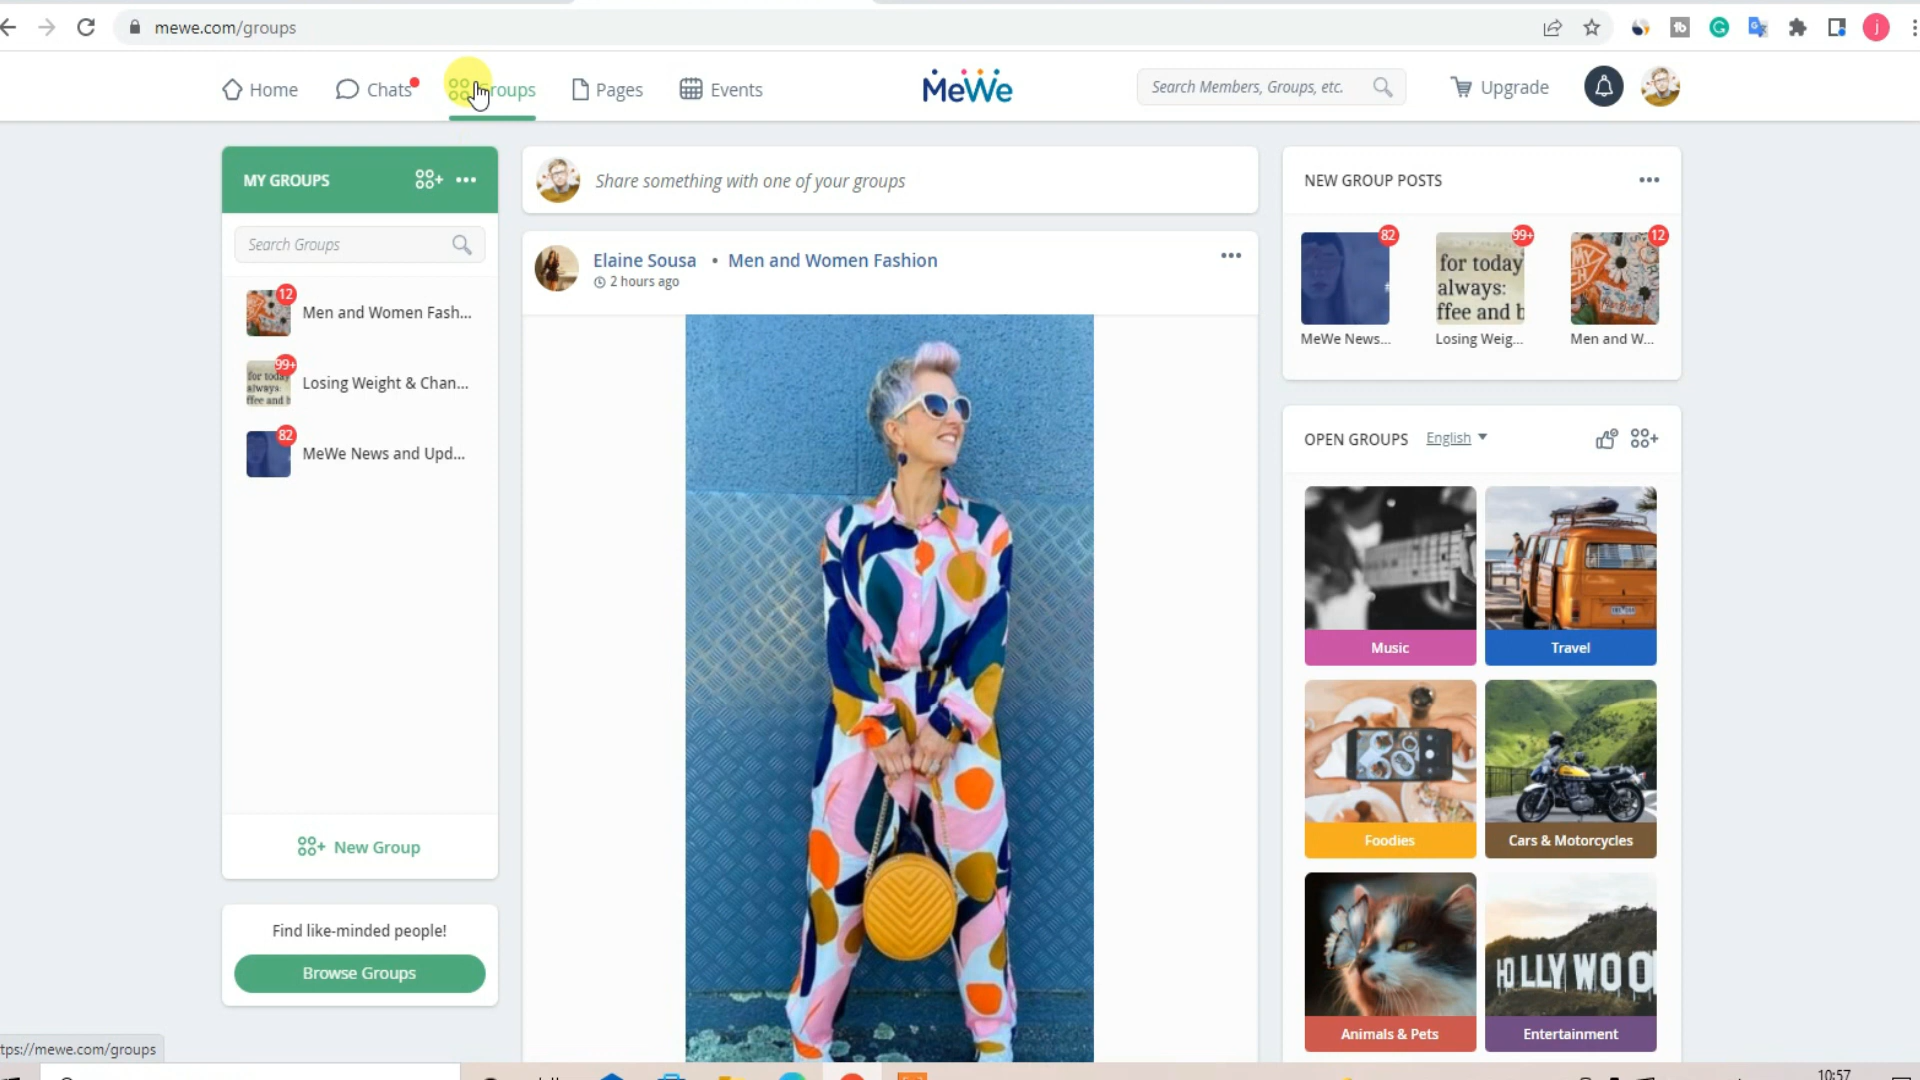 mewe.com/groups
Home
Chats
Groups
Pages
Events
MeWe
Search Members, Groups, etc.
Upgrade
j
MY GROUPS
Search Groups
12
Men and Women Fash...
99+
Losing Weight & Chan...
82
MeWe News and Upd...
New Group
Find like-minded people!
Browse Groups
Share something with one of your groups
Elaine Sousa • Men and Women Fashion
2 hours ago
NEW GROUP POSTS
82
99+
12
for today
always:
ffee and b
MeWe News...
Losing Weig...
Men and W...
OPEN GROUPS English
Music
Travel
Foodies
Cars & Motorcycles
HOLLYWOO
Animals & Pets
Entertainment
tps://mewe.com/groups
10:57